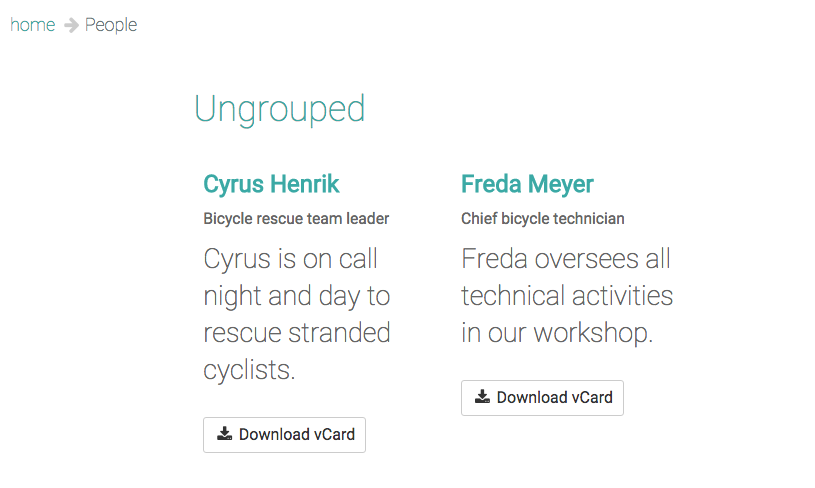 home People
Ungrouped
Cyrus Henrik
Bicycle rescue team leader
Cyrus is on call
night and day to
rescue stranded
cyclists.
Download vCard
Freda Meyer
Chief bicycle technician
Freda oversees all
technical activities
in our workshop.
Download vCard